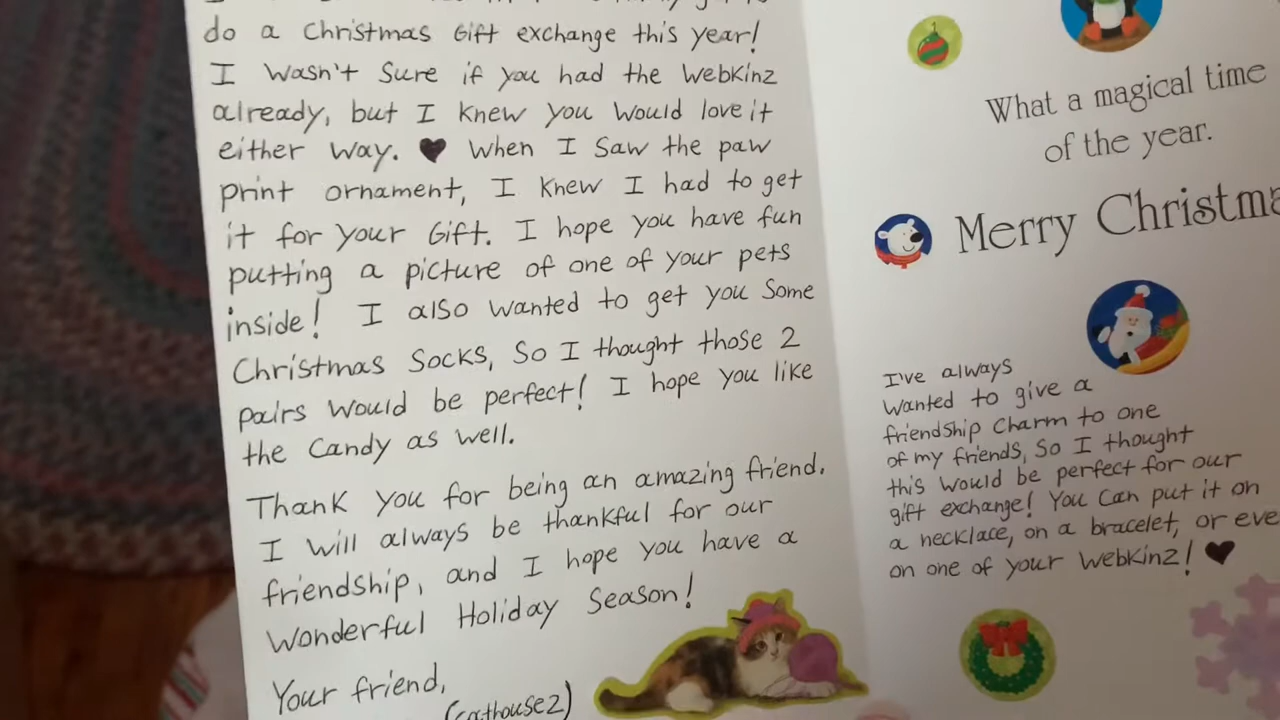 do a Christmas Gift exchange this year!
I wasn't sure if you had the Webkinz
already, but I knew you would love it
either way. ♥ When I saw the paw
print ornament, I knew I had to get
it for your Gift. I hope you have fun
putting a picture of one of your pets
inside! I also wanted to get you some
Christmas Socks, So I thought those 2
pairs would be perfect! I hope you like
the Candy as well.
Thank you for being an amazing friend.
I will always be thankful for our
friendship, and I hope you have a
Wonderful Holiday Season!
Your friend,
What a magical time
of the year.
Merry Christma
I've always
wanted to give a
friendship charm to one
of my friends, So I thought
this would be perfect for our
gift exchange! You can put it on
a necklace, on a bracelet, or eve
on one of your Webkinz! ♥